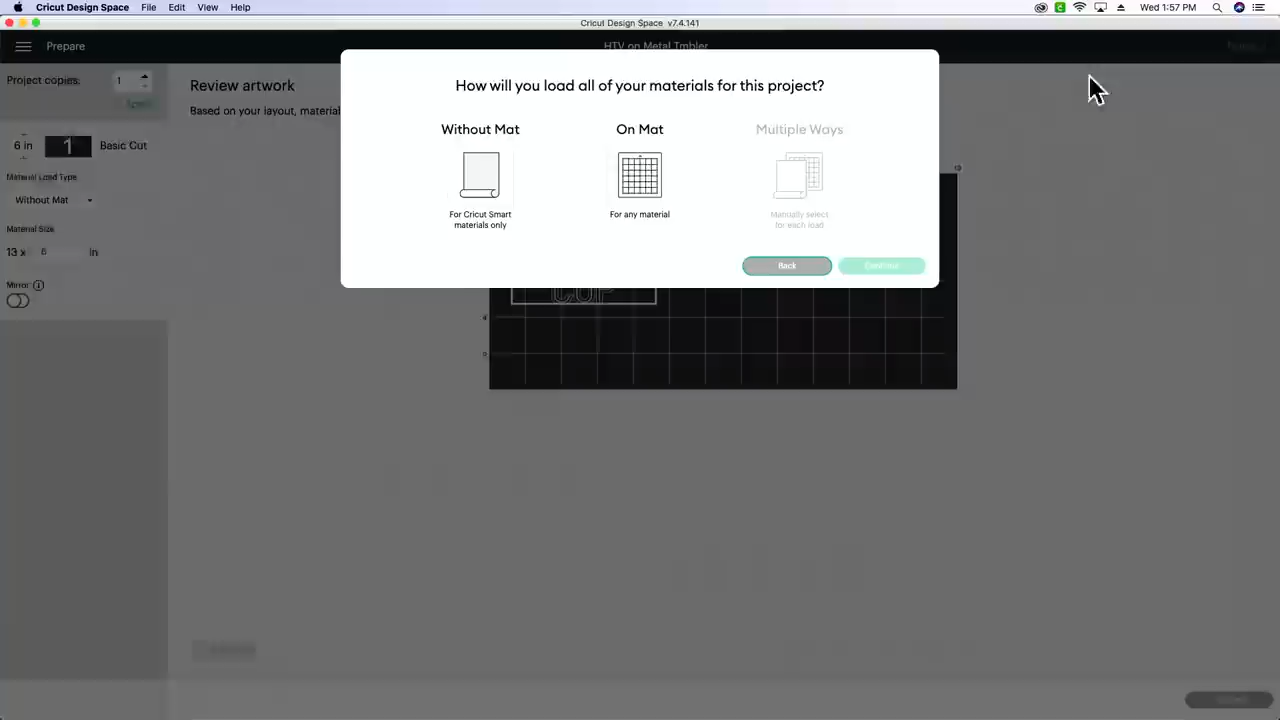 Cricut Design Space File Edit View Help Wed 1:57 PM
Cricut Design Space v7.4.141
Prepare HTV on Metal Tmbler
Project copies: 1
Review artwork
Based on your layout, material
6 in 1 Basic Cut
Material Load Type
Without Mat
Material Size
13 x 6 in
Mirror:
How will you load all of your materials for this project?
Without Mat
For Cricut Smart
materials only
On Mat
For any material
Multiple Ways
Manually select
for each load
Back Continue
CUP